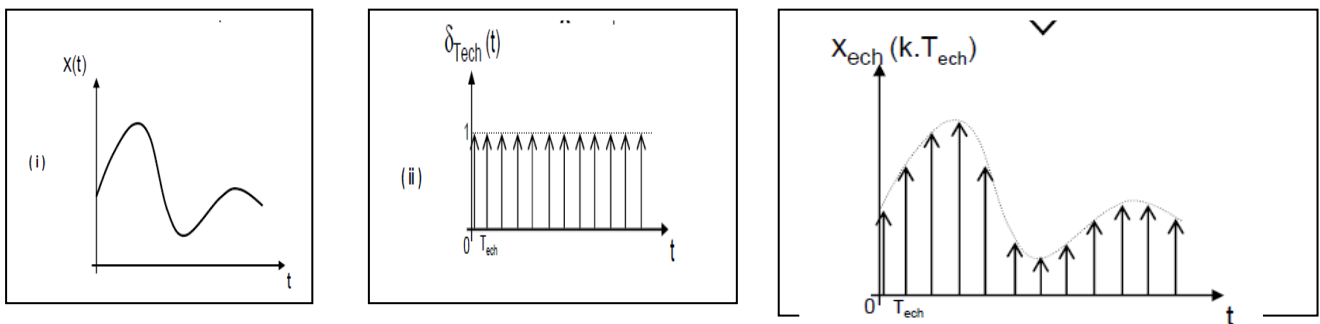 X(t)
(i)
t
δTech (t)
1
(ii)
0 Tech
t
Xech (k.Tech)
0 Tech
t